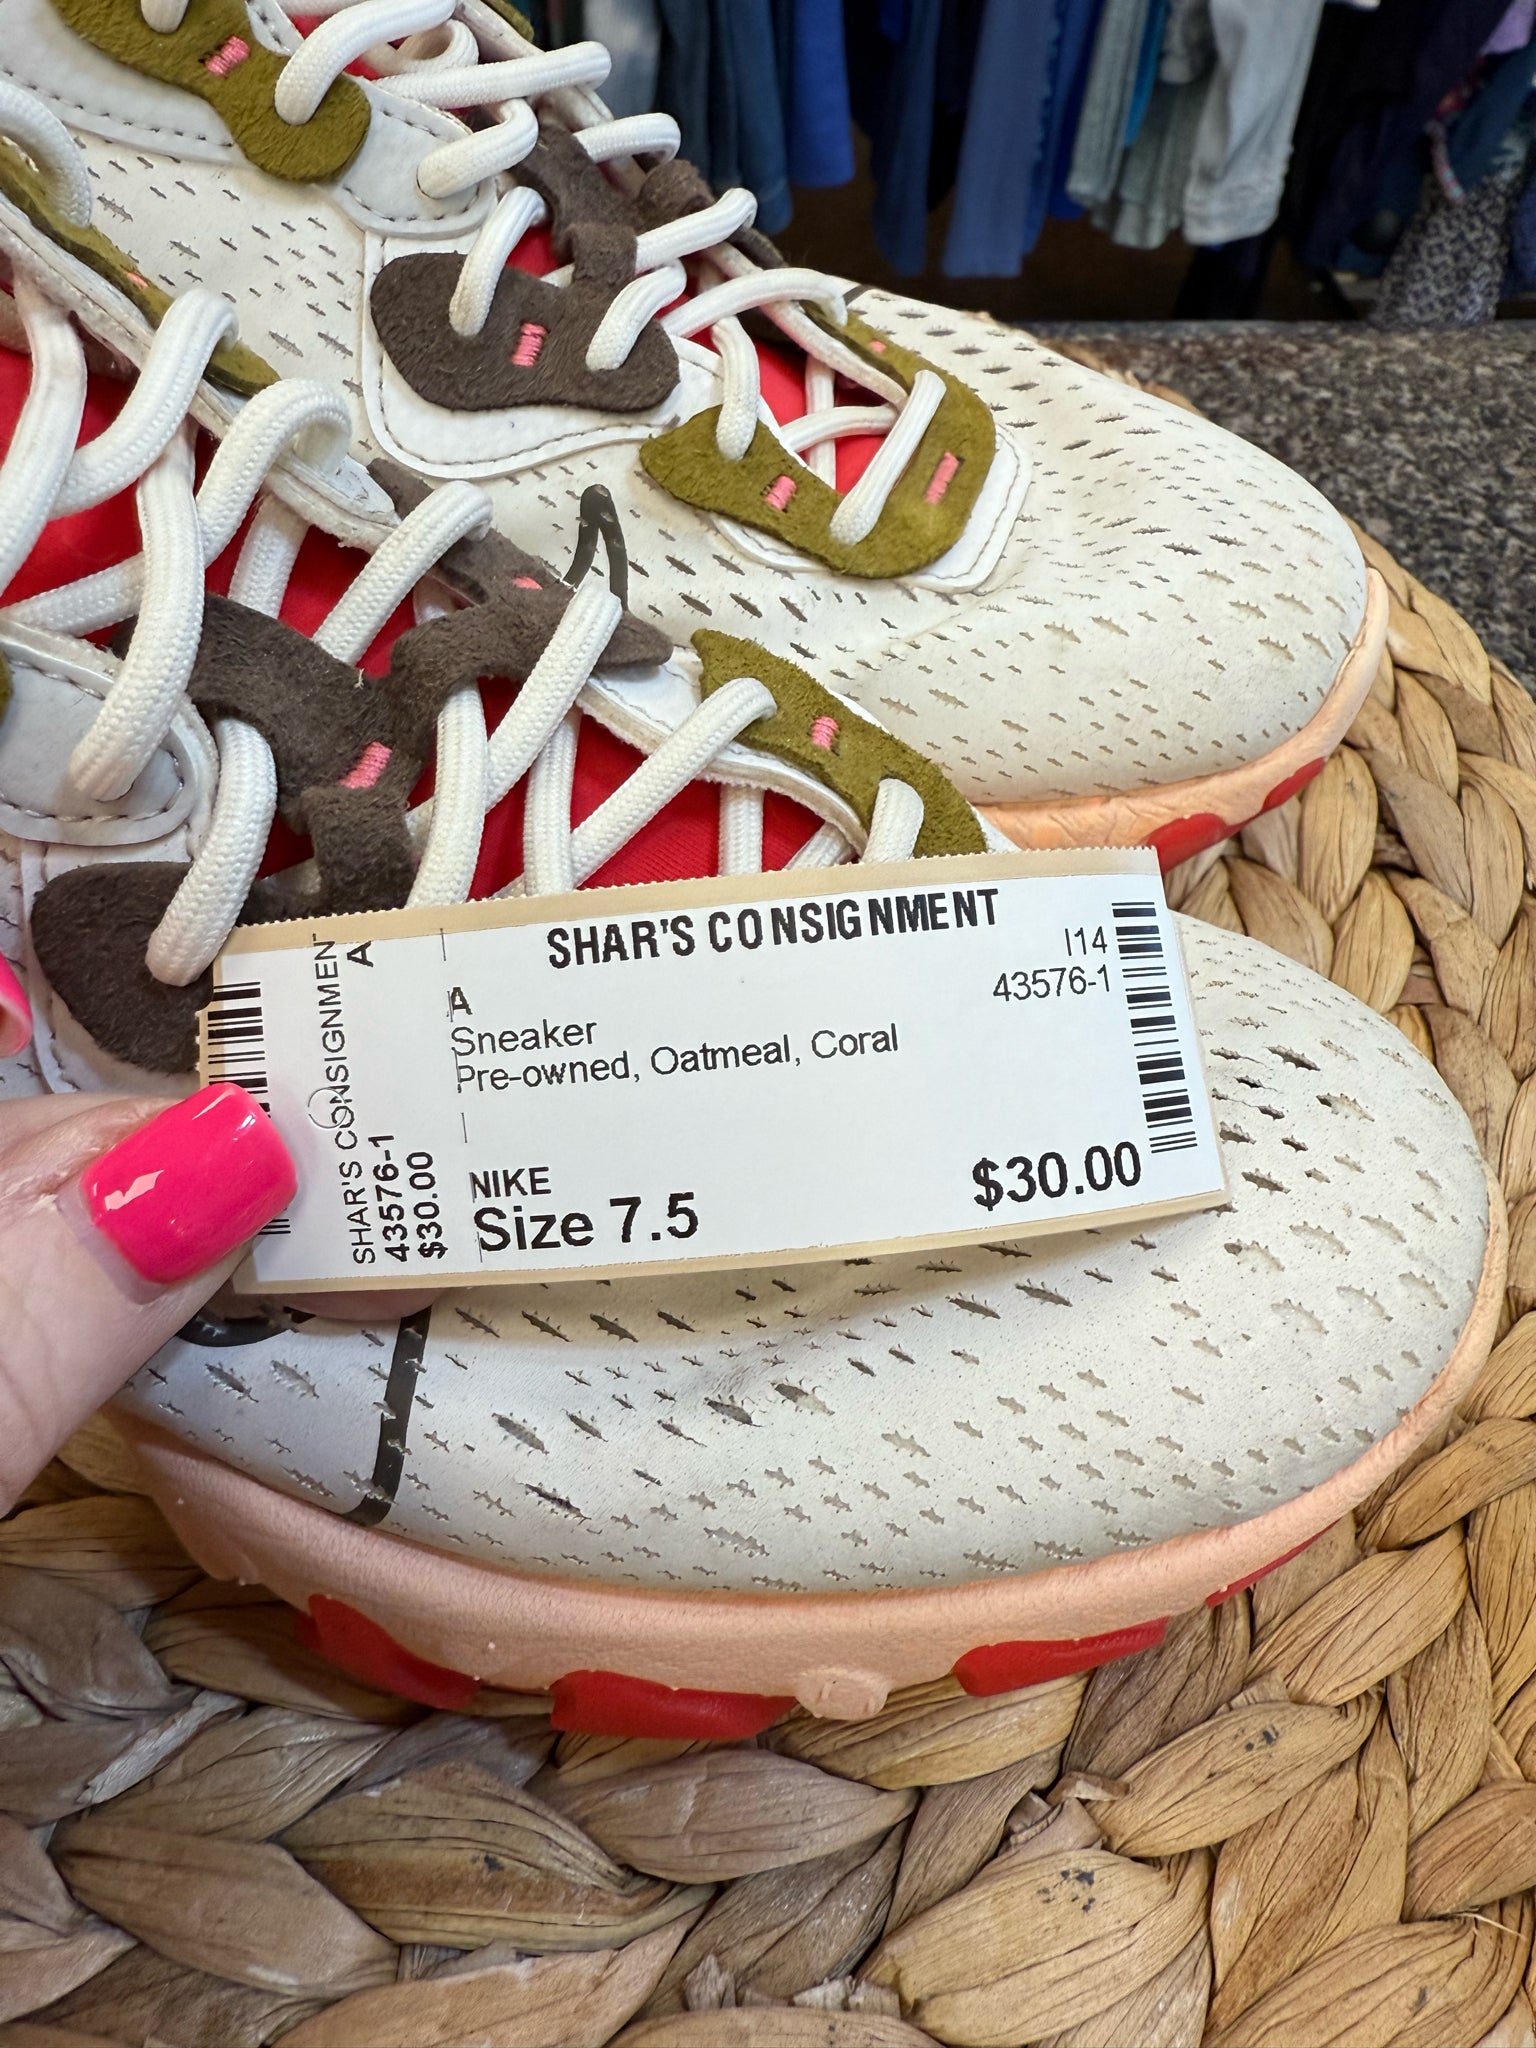 SHAR'S CONSIGNMENT
I14
43576-1
A
Sneaker
Pre-owned, Oatmeal, Coral
NIKE
Size 7.5
$30.00
SHAR'S CONSIGNMENT
A
43576-1
$30.00